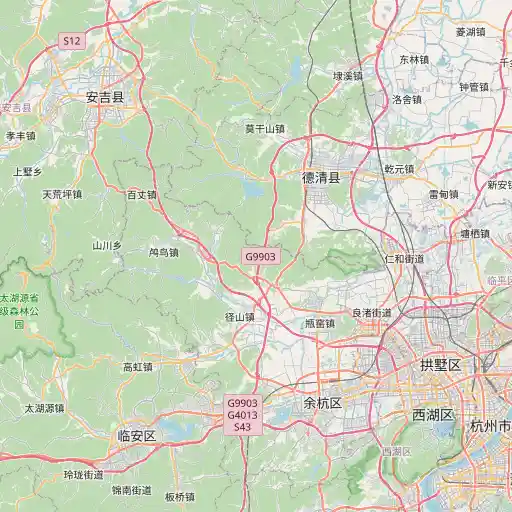 菱湖镇
S12
东林镇
千金
埭溪镇
钟管镇
安吉县
洛舍镇
安吉县
莫干山镇
孝丰镇
乾元镇
上墅乡
德清县
新安镇
天荒坪镇
百丈镇
雷甸镇
塘栖镇
山川乡
鸬鸟镇
G9903
仁和街道
临平区
太湖源省
级森林公
园
径山镇
瓶窑镇
良渚街道
高虹镇
拱墅区
太湖源镇
G9903
G4013
S43
余杭区
西湖区
临安区
杭州市
西湖区
玲珑街道
锦南街道
板桥镇